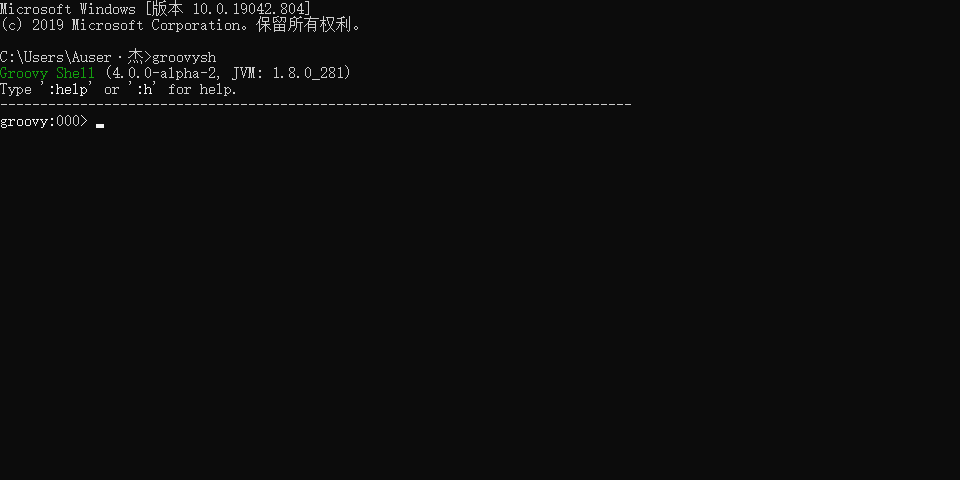 Microsoft Windows [版本 10.0.19042.804]
(c) 2019 Microsoft Corporation。保留所有权利。
C:\Users\Auser·杰>groovysh
Groovy Shell (4.0.0-alpha-2, JVM: 1.8.0_281)
Type ':help' or ':h' for help.
-------------------------------------------------------------------------------
groovy:000>